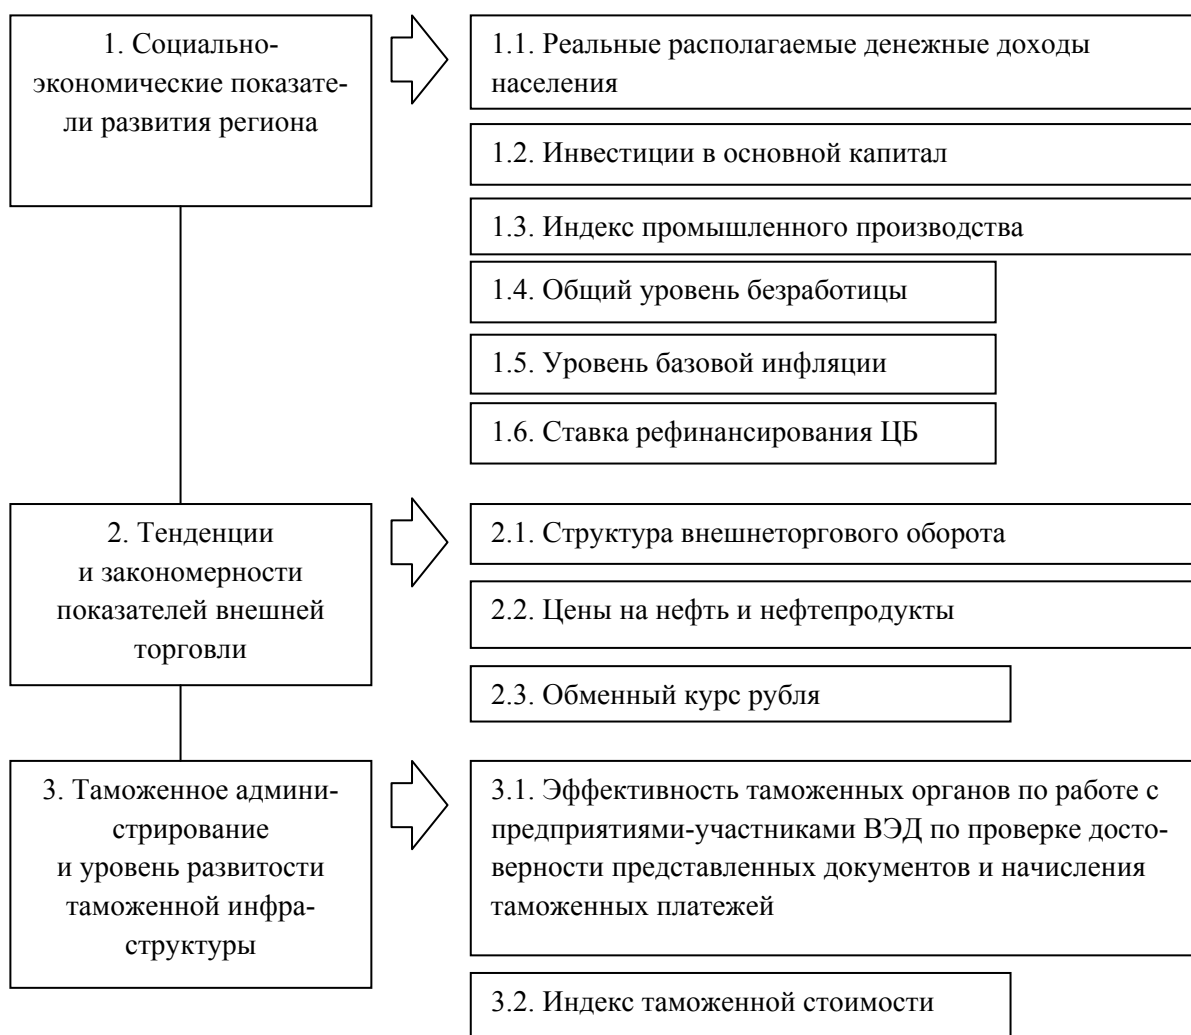 1. Социально-
экономические показате-
ли развития региона
1.1. Реальные располагаемые денежные доходы
населения
1.2. Инвестиции в основной капитал
1.3. Индекс промышленного производства
1.4. Общий уровень безработицы
1.5. Уровень базовой инфляции
1.6. Ставка рефинансирования ЦБ
2. Тенденции
и закономерности
показателей внешней
торговли
2.1. Структура внешнеторгового оборота
2.2. Цены на нефть и нефтепродукты
2.3. Обменный курс рубля
3. Таможенное админи-
стрирование
и уровень развитости
таможенной инфра-
структуры
3.1. Эффективность таможенных органов по работе с
предприятиями-участниками ВЭД по проверке досто-
верности представленных документов и начисления
таможенных платежей
3.2. Индекс таможенной стоимости